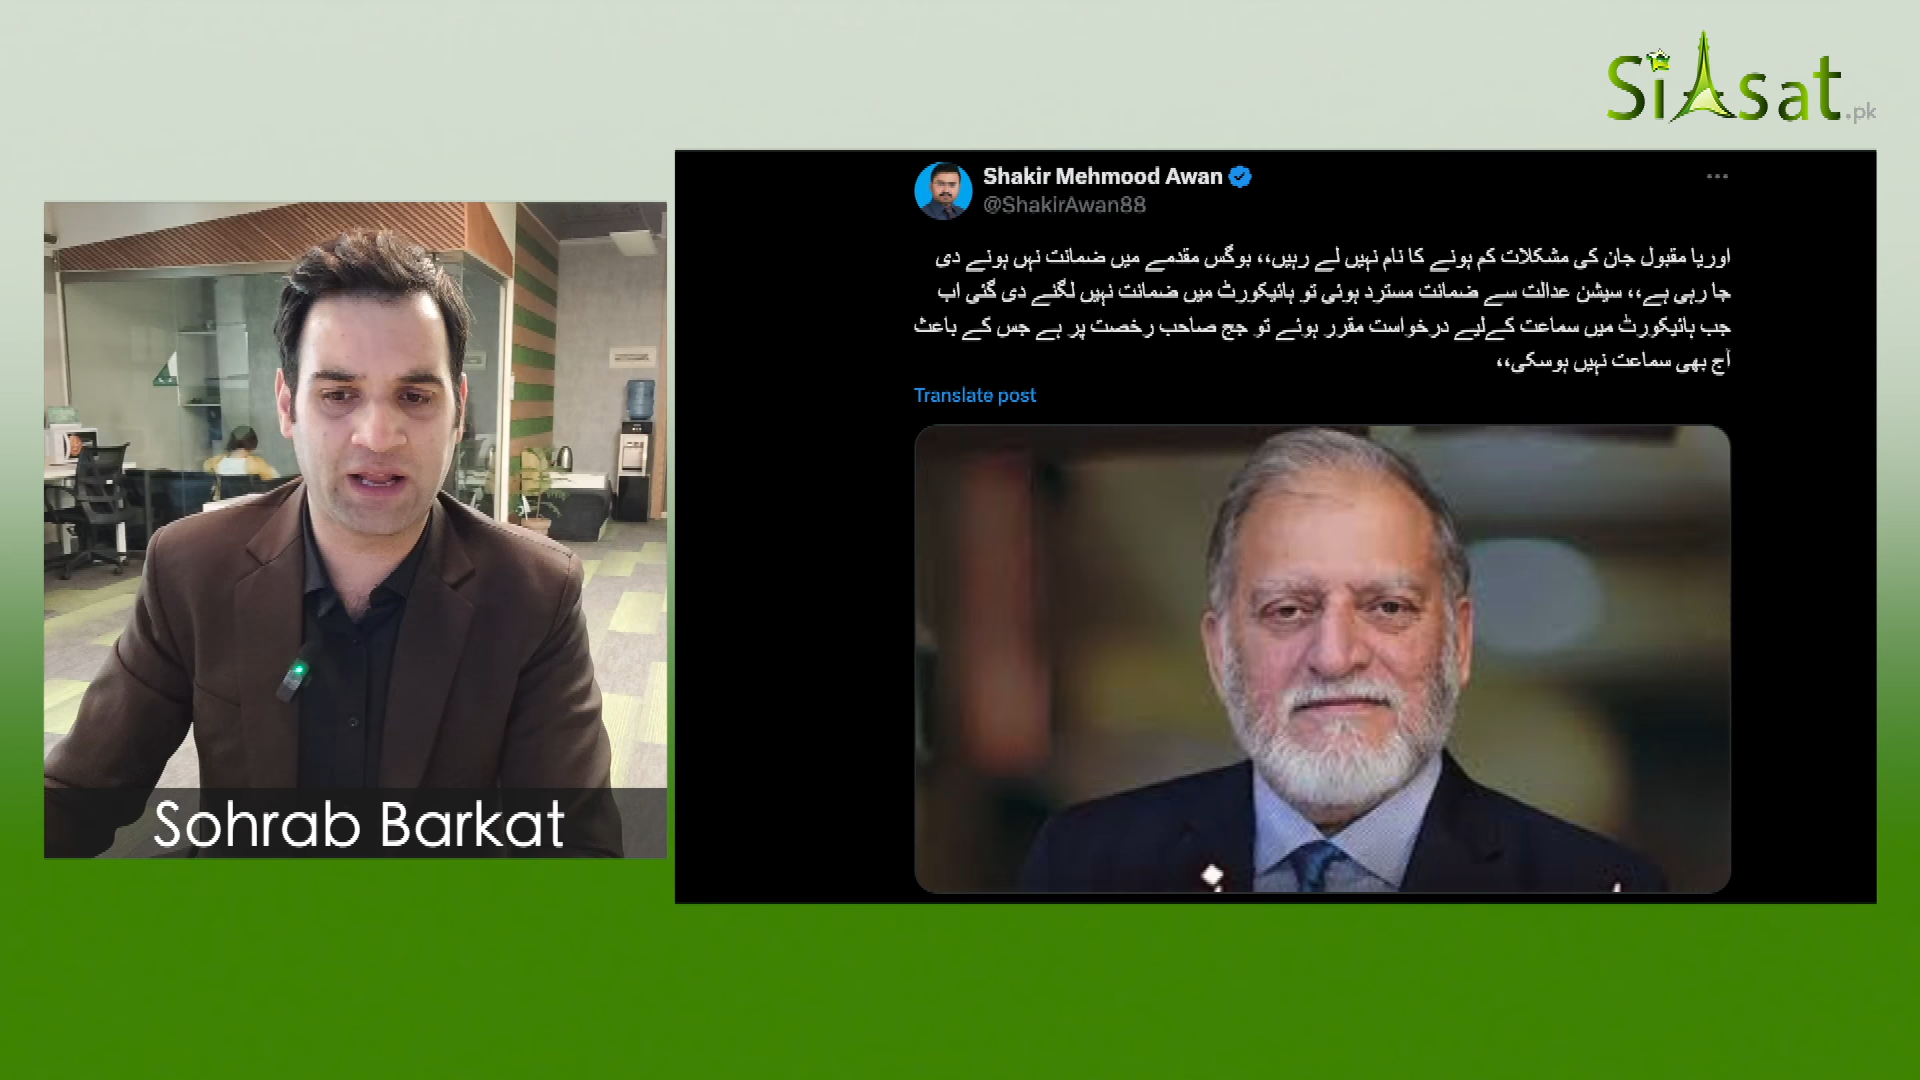 SiAsat.pk
Shakir Mehmood Awan
@ShakirAwan88
اوریا مقبول جان کی مشکلات کم ہونے کا نام نہیں لے رہیں،، بوگس مقدمے میں ضمانت نہں ہونے دی
جا رہی ہے،، سیشن عدالت سے ضمانت مسترد ہوئی تو ہائیکورٹ میں ضمانت نہیں لگنے دی گئی اب
جب ہائیکورٹ میں سماعت کےلیے درخواست مقرر ہوئے تو جج صاحب رخصت پر ہے جس کے باعث
آج بھی سماعت نہیں ہوسکی،،
Translate post
Sohrab Barkat